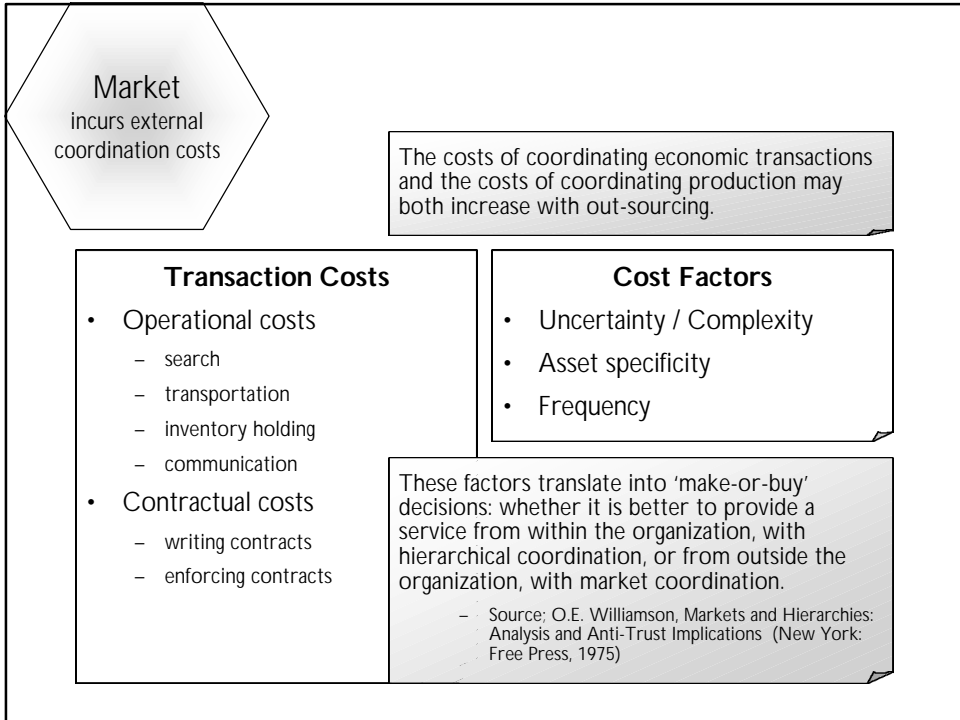 Market
incurs external
coordination costs
The costs of coordinating economic transactions
and the costs of coordinating production may
both increase with out-sourcing.
Transaction Costs
• Operational costs
– search
– transportation
– inventory holding
– communication
• Contractual costs
– writing contracts
– enforcing contracts
Cost Factors
• Uncertainty / Complexity
• Asset specificity
• Frequency
These factors translate into ‘make-or-buy’
decisions: whether it is better to provide a
service from within the organization, with
hierarchical coordination, or from outside the
organization, with market coordination.
– Source; O.E. Williamson, Markets and Hierarchies:
Analysis and Anti-Trust Implications (New York:
Free Press, 1975)